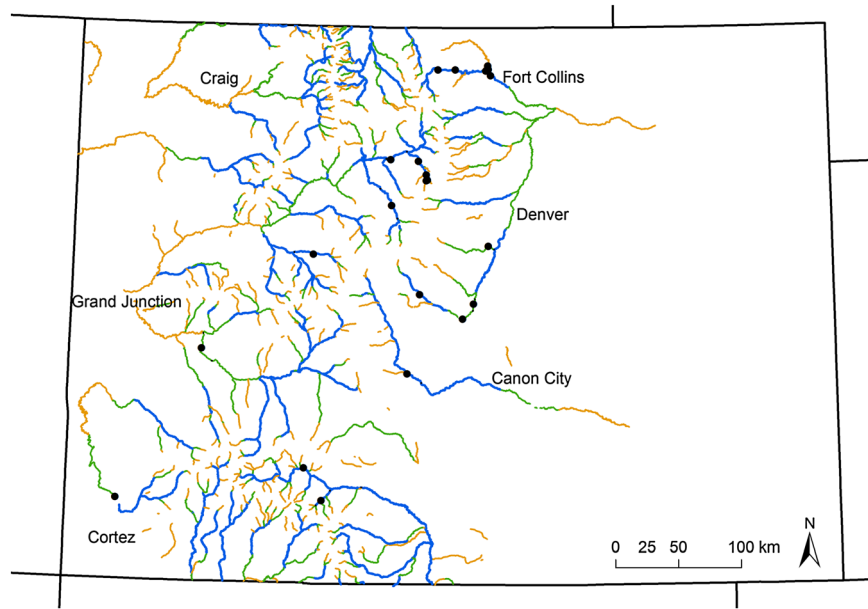 Craig
Fort Collins
Denver
Grand Junction
Canon City
Cortez
N
0 25 50 100 km